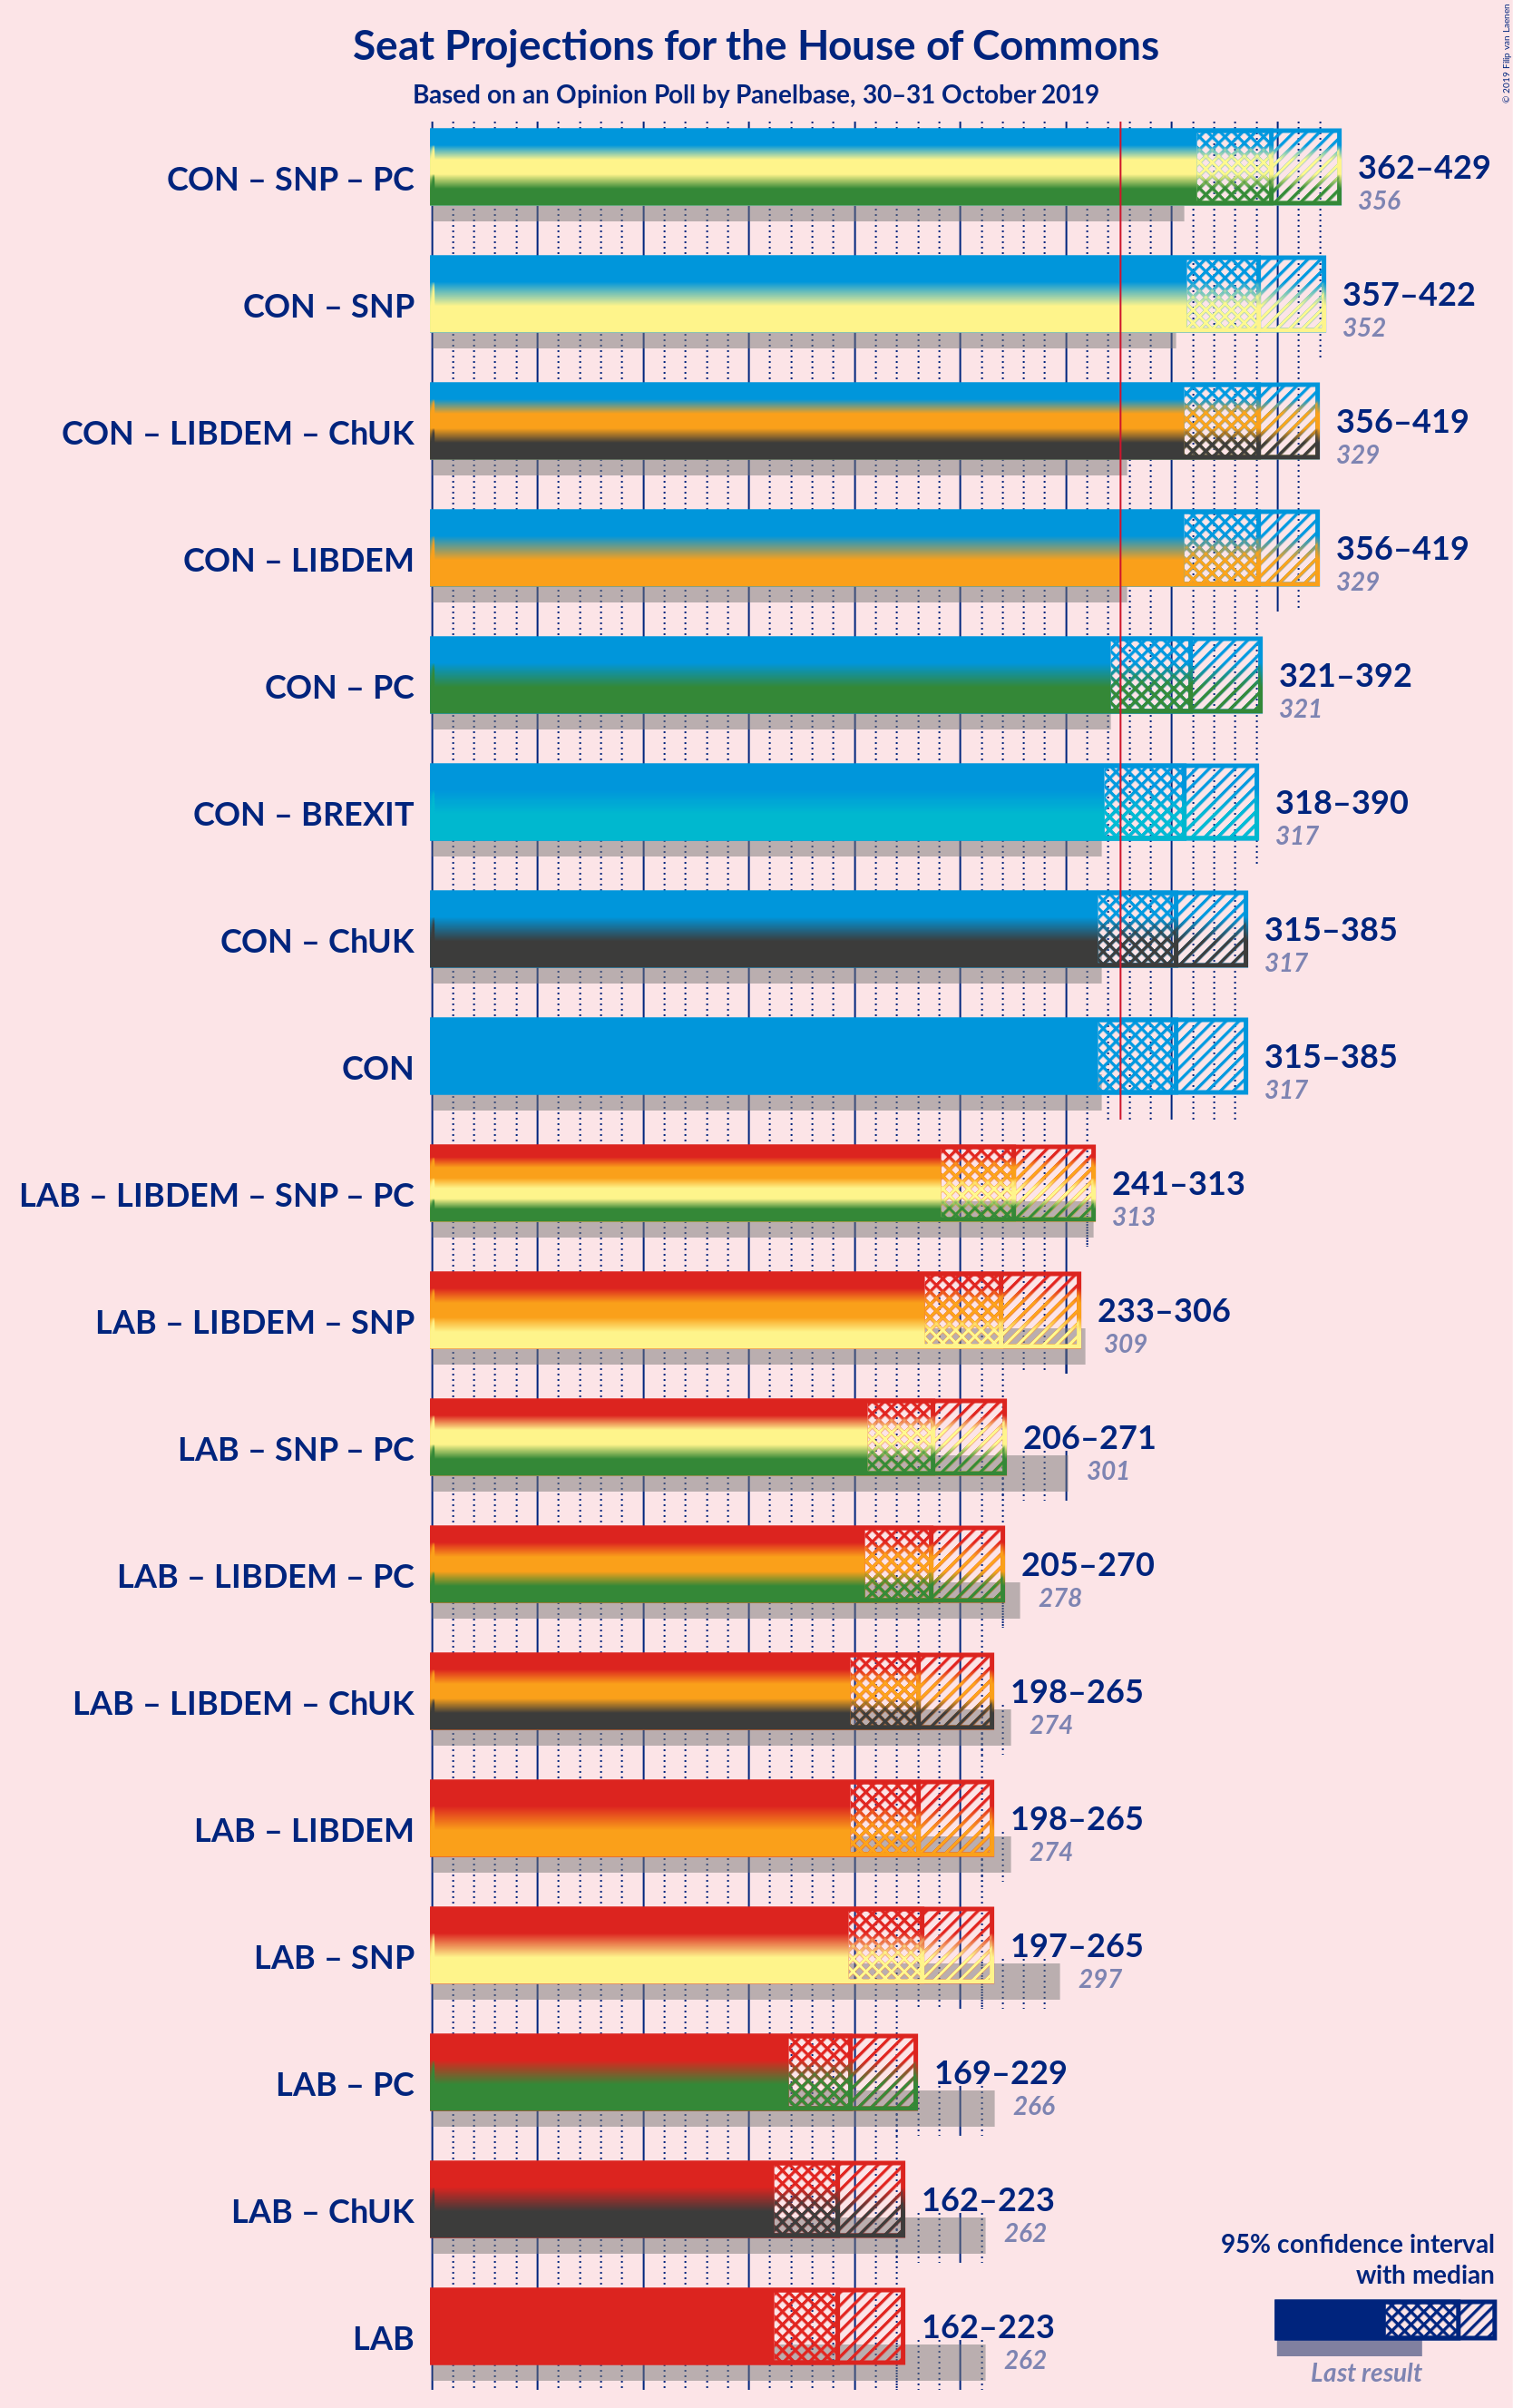 © 2019 Filip van Laenen
Seat Projections for the House of Commons
Based on an Opinion Poll by Panelbase, 30–31 October 2019
CON – SNP – PC
362–429
356
CON – SNP
357–422
352
CON – LIBDEM – ChUK
356–419
329
CON – LIBDEM
356–419
329
CON – PC
321–392
321
CON – BREXIT
318–390
317
CON – ChUK
315–385
317
CON
315–385
317
LAB – LIBDEM – SNP – PC
241–313
313
LAB – LIBDEM – SNP
233–306
309
LAB – SNP – PC
206–271
301
LAB – LIBDEM – PC
205–270
278
LAB – LIBDEM – ChUK
198–265
274
LAB – LIBDEM
198–265
274
LAB – SNP
197–265
297
LAB – PC
169–229
266
LAB – ChUK
162–223
262
LAB
162–223
262
95% confidence interval
with median
Last result